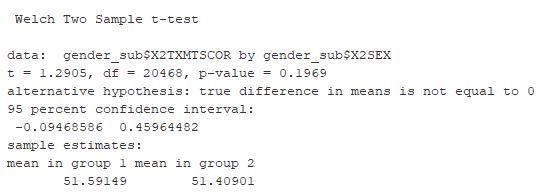 Welch Two Sample t-test
data: gender_sub$X2TXMTSCOR by gender_sub$X2SEX
t = 1.2905, df = 20468, p-value = 0.1969
alternative hypothesis: true difference in means is not equal to 0
95 percent confidence interval:
-0.09468586 0.45964482
sample estimates:
mean in group 1 mean in group 2
51.59149 51.40901